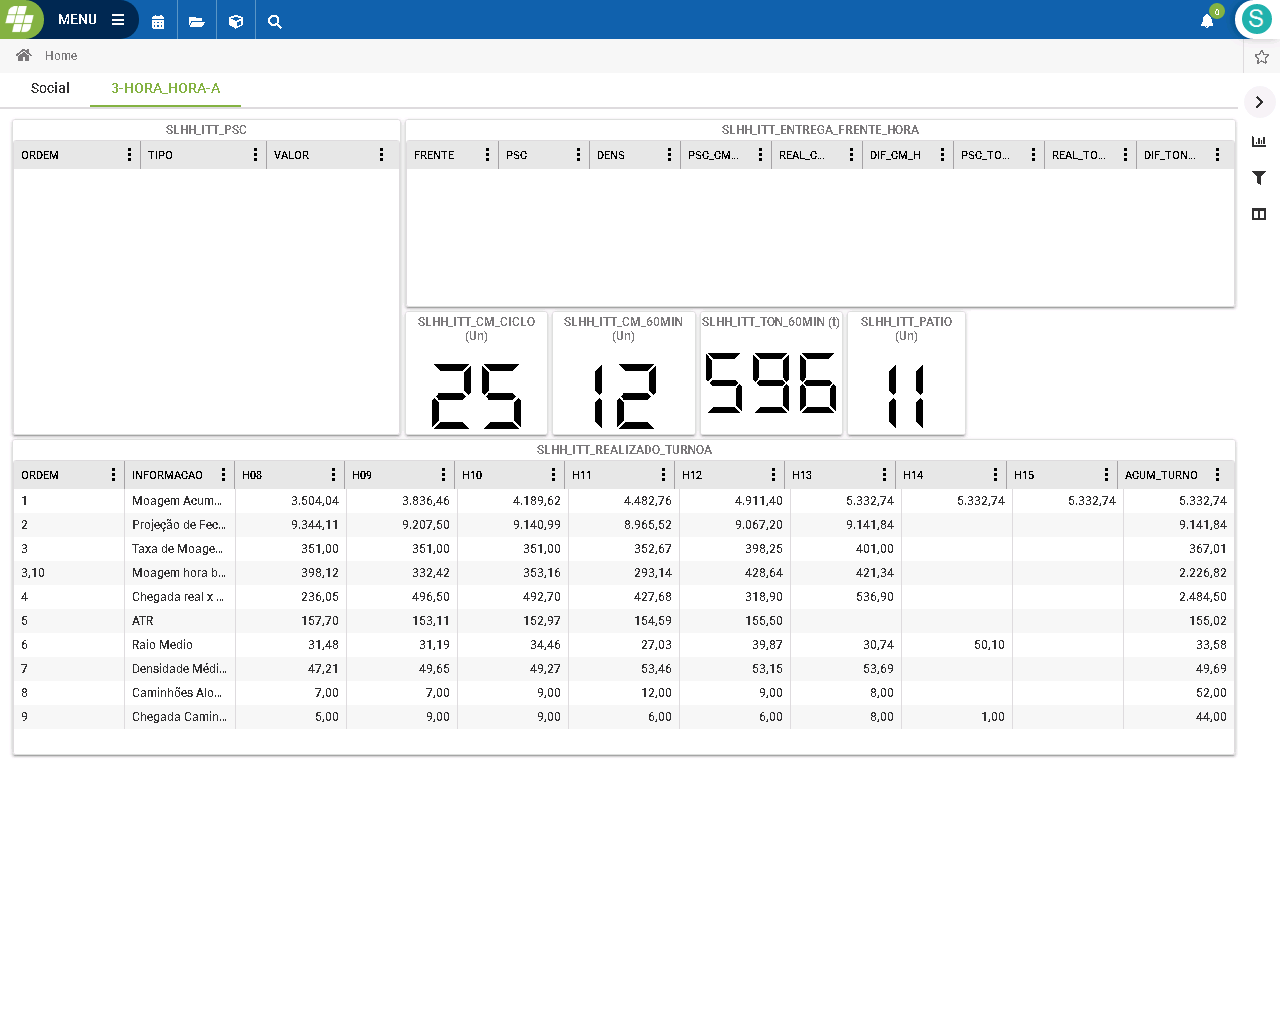 MENU
0
S
Home
Social 3-HORA_HORA-A
SLHH_ITT_PSC
ORDEM TIPO VALOR
SLHH_ITT_ENTREGA_FRENTE_HORA
FRENTE PSC DENS PSC_CM... REAL_C... DIF_CM_H PSC_TO... REAL_TO... DIF_TON...
SLHH_ITT_CM_CICLO
(Un)
25
SLHH_ITT_CM_60MIN
(Un)
12
SLHH_ITT_TON_60MIN (t)
596
SLHH_ITT_PATIO
(Un)
11
SLHH_ITT_REALIZADO_TURNOA
ORDEM INFORMACAO H08 H09 H10 H11 H12 H13 H14 H15 ACUM_TURNO
1 Moagem Acum... 3.504,04 3.836,46 4.189,62 4.482,76 4.911,40 5.332,74 5.332,74 5.332,74 5.332,74
2 Projeção de Fec... 9.344,11 9.207,50 9.140,99 8.965,52 9.067,20 9.141,84 9.141,84
3 Taxa de Moage... 351,00 351,00 351,00 352,67 398,25 401,00 367,01
3,10 Moagem hora b... 398,12 332,42 353,16 293,14 428,64 421,34 2.226,82
4 Chegada real x ... 236,05 496,50 492,70 427,68 318,90 536,90 2.484,50
5 ATR 157,70 153,11 152,97 154,59 155,50 155,02
6 Raio Medio 31,48 31,19 34,46 27,03 39,87 30,74 50,10 33,58
7 Densidade Médi... 47,21 49,65 49,27 53,46 53,15 53,69 49,69
8 Caminhões Alo... 7,00 7,00 9,00 12,00 9,00 8,00 52,00
9 Chegada Camin... 5,00 9,00 9,00 6,00 6,00 8,00 1,00 44,00